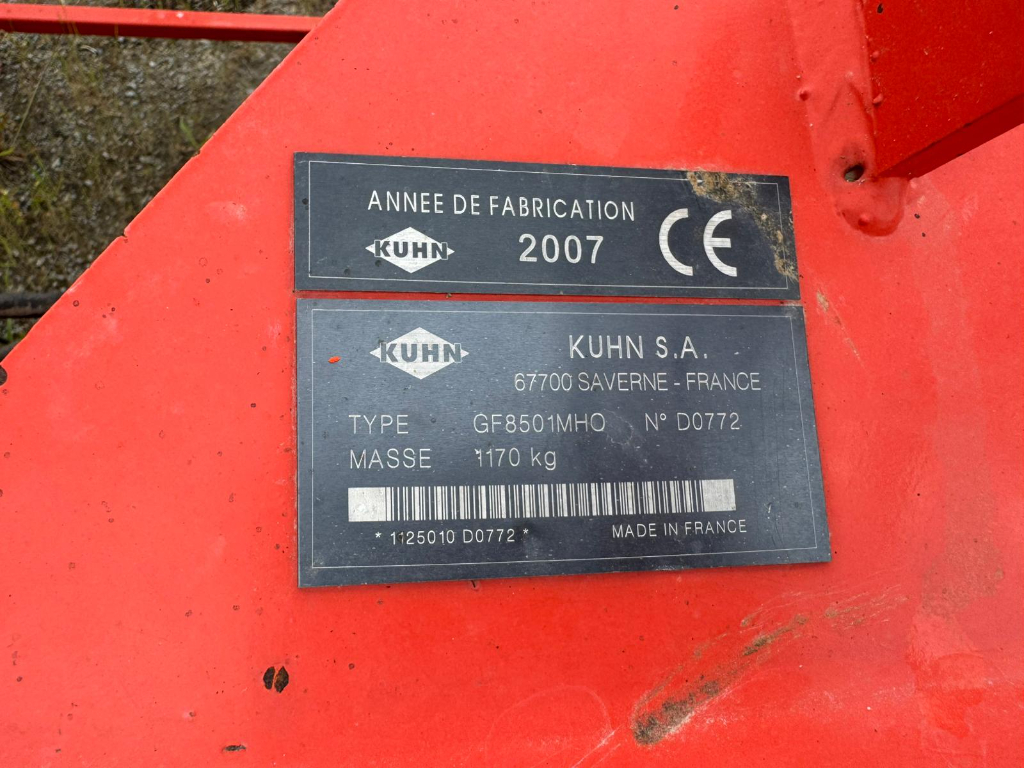 ANNEE DE FABRICATION
KUHN 2007 CE
KUHN KUHN S.A.
67700 SAVERNE - FRANCE
TYPE GF8501MHO N° D0772
MASSE 1170 kg
* 1125010 D0772 * MADE IN FRANCE